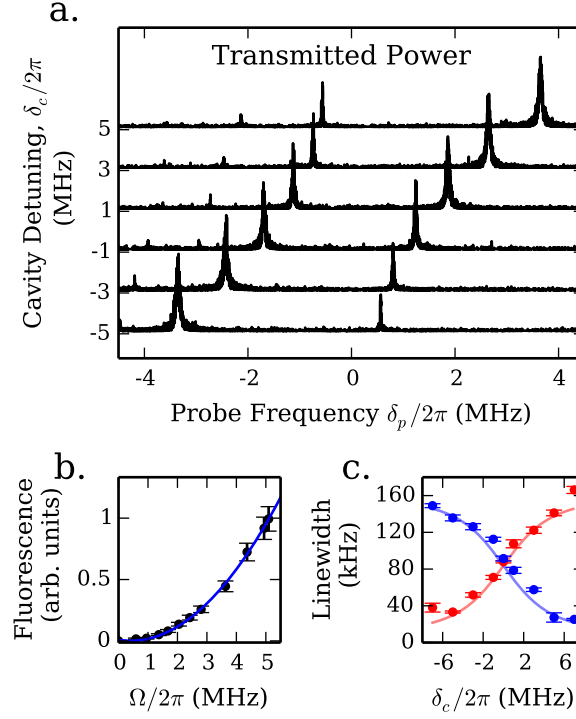 a.
Transmitted Power
Cavity Detuning, δc/2π
(MHz)
5
3
1
-1
-3
-5
-4 -2 0 2 4
Probe Frequency δp/2π (MHz)
b.
Fluorescence
(arb. units)
1
0.5
0
0 1 2 3 4 5
Ω/2π (MHz)
c.
Linewidth
(kHz)
160
120
80
40
0
-6 -2 2 6
δc/2π (MHz)